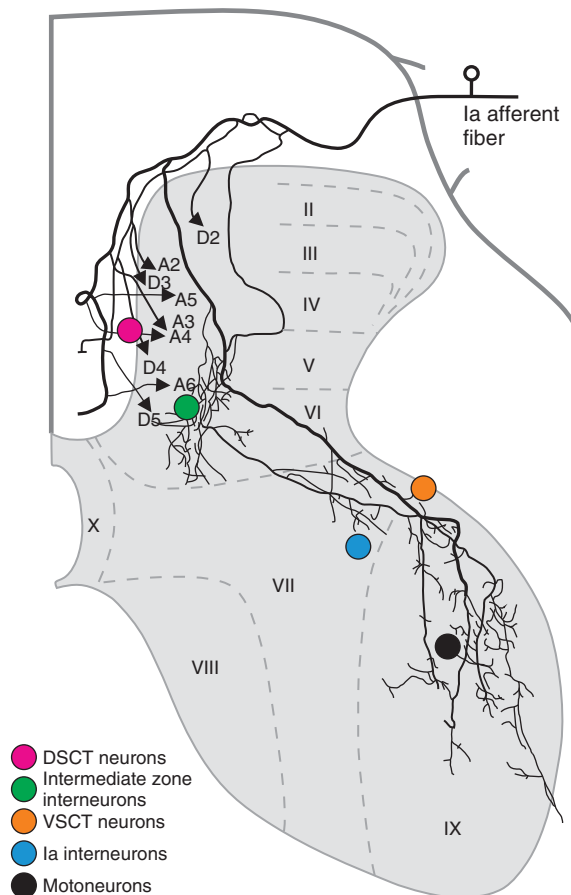 Ia afferent
fiber
II
D2
III
A2
D3
A5
IV
A3
A4
D4
V
A6
VI
D5
X
VII
VIII
IX
DSCT neurons
Intermediate zone
interneurons
VSCT neurons
Ia interneurons
Motoneurons